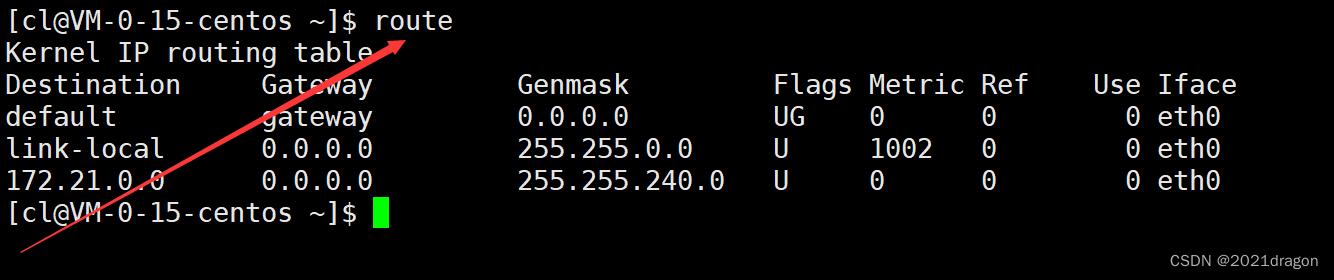 [cl@VM-0-15-centos ~]$ route
Kernel IP routing table
Destination     Gateway         Genmask         Flags Metric Ref    Use Iface
default         gateway         0.0.0.0         UG    0      0        0 eth0
link-local      0.0.0.0         255.255.0.0     U     1002   0        0 eth0
172.21.0.0      0.0.0.0         255.255.240.0   U     0      0        0 eth0
[cl@VM-0-15-centos ~]$
CSDN @2021dragon